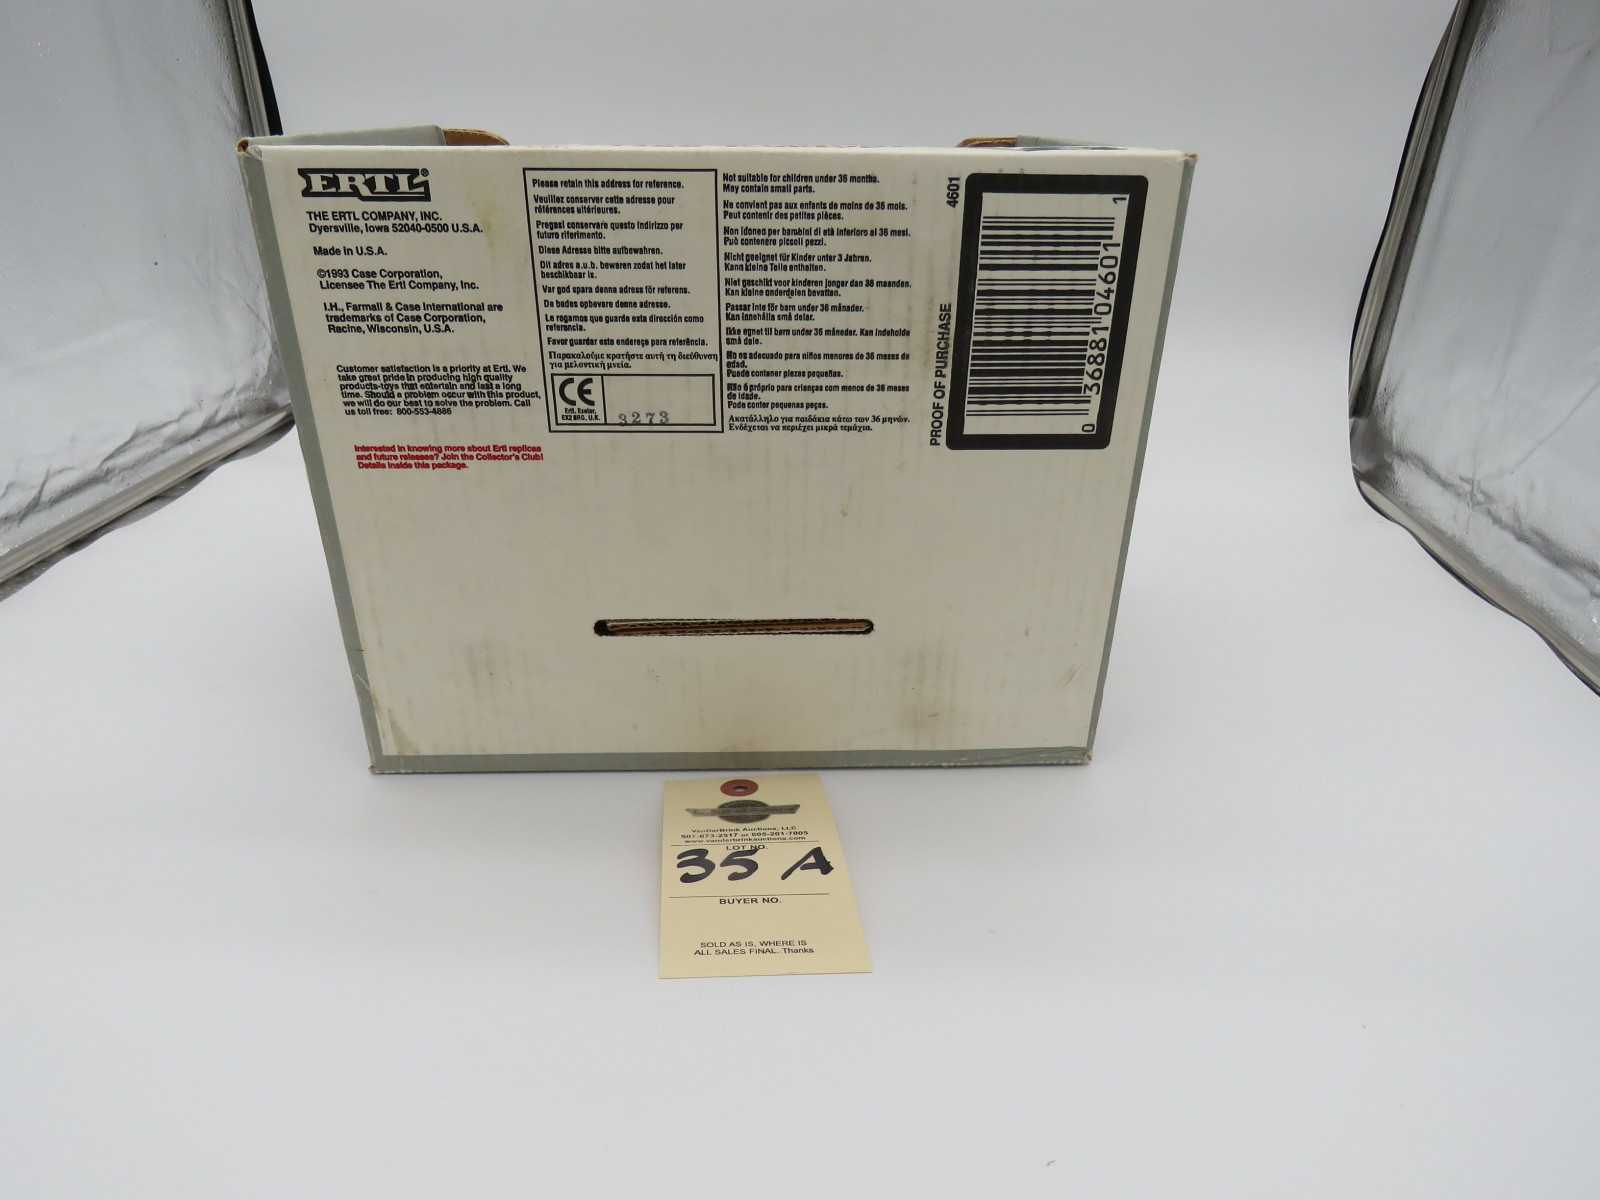 ERTL®
THE ERTL COMPANY, INC.
Dyersville, Iowa 52040-0500 U.S.A.
Made in U.S.A.
©1993 Case Corporation,
Licensee The Ertl Company, Inc.
I.H., Farmall & Case International are
trademarks of Case Corporation,
Racine, Wisconsin, U.S.A.
Customer satisfaction is a priority at Ertl. We
take great pride in producing high quality
products-toys that entertain and last a long
time. Should a problem occur with this product,
we will do our best to solve the problem. Call
us toll free: 800-553-4886
Interested in knowing more about Ertl replicas
and future releases? Join the Collector's Club!
Details inside this package.
Please retain this address for reference.
Veuillez conserver cette adresse pour
références ultérieures.
Pregasi conservare questo indirizzo per
futuro riferimento.
Diese Adresse bitte aufbewahren.
Dit adres a.u.b. bewaren zodat het later
beschikbaar is.
Var god spara denna adress för referens.
De bedes opbevare denne adresse.
Le rogamos que guarde esta dirección como
referencia.
Favor guardar este endereço para referência.
Παρακαλούμε κρατήστε αυτή τη διεύθυνση
για μελοντική μνεία.
CE
Ertl, Exeter,
EX2 8RG, U.K.
3273
Not suitable for children under 36 months.
May contain small parts.
Ne convient pas aux enfants de moins de 36 mois.
Peut contenir des petites pièces.
Non idoneo per bambini di età inferiore ai 36 mesi.
Può contenere piccoli pezzi.
Nicht geeignet für Kinder unter 3 Jahren.
Kann kleine Teile enthalten.
Niet geschikt voor kinderen jonger dan 36 maanden.
Kan kleine onderdelen bevatten.
Passar inte för barn under 36 månader.
Kan innehålla små delar.
Ikke egnet til børn under 36 måneder. Kan indeholde
små dele.
No es adecuado para niños menores de 36 meses de
edad.
Puede contener piezas pequeñas.
Não é próprio para crianças com menos de 36 meses
de idade.
Pode conter pequenas peças.
Ακατάλληλο για παιδάκια κάτω των 36 μηνών.
Ενδέχεται να περιέχει μικρά τεμάχια.
4601
PROOF OF PURCHASE
0 36881 04601 1
VanDerBrink Auctions, LLC
507-673-2517 or 605-201-7005
www.vanderbrinkauctions.com
LOT NO.
35 A
BUYER NO.
SOLD AS IS, WHERE IS
ALL SALES FINAL. Thanks